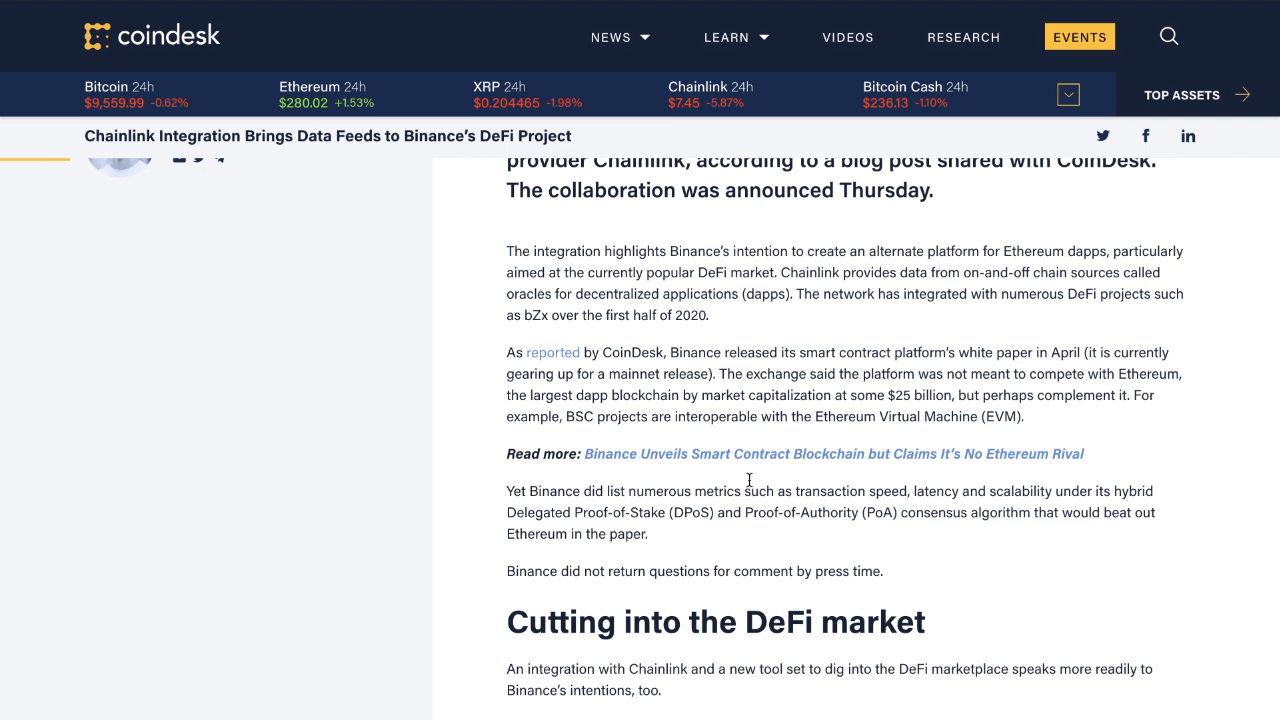 coindesk
NEWS
LEARN
VIDEOS
RESEARCH
EVENTS
Bitcoin 24h
$9,559.99 -0.62%
Ethereum 24h
$280.02 +1.53%
XRP 24h
$0.204465 -1.98%
Chainlink 24h
$7.45 -5.87%
Bitcoin Cash 24h
$236.13 -1.10%
TOP ASSETS
Chainlink Integration Brings Data Feeds to Binance’s DeFi Project
provider Chainlink, according to a blog post shared with CoinDesk.
The collaboration was announced Thursday.
The integration highlights Binance’s intention to create an alternate platform for Ethereum dapps, particularly
aimed at the currently popular DeFi market. Chainlink provides data from on-and-off chain sources called
oracles for decentralized applications (dapps). The network has integrated with numerous DeFi projects such
as bZx over the first half of 2020.
As reported by CoinDesk, Binance released its smart contract platform’s white paper in April (it is currently
gearing up for a mainnet release). The exchange said the platform was not meant to compete with Ethereum,
the largest dapp blockchain by market capitalization at some $25 billion, but perhaps complement it. For
example, BSC projects are interoperable with the Ethereum Virtual Machine (EVM).
Read more: Binance Unveils Smart Contract Blockchain but Claims It’s No Ethereum Rival
Yet Binance did list numerous metrics such as transaction speed, latency and scalability under its hybrid
Delegated Proof-of-Stake (DPoS) and Proof-of-Authority (PoA) consensus algorithm that would beat out
Ethereum in the paper.
Binance did not return questions for comment by press time.
Cutting into the DeFi market
An integration with Chainlink and a new tool set to dig into the DeFi marketplace speaks more readily to
Binance’s intentions, too.